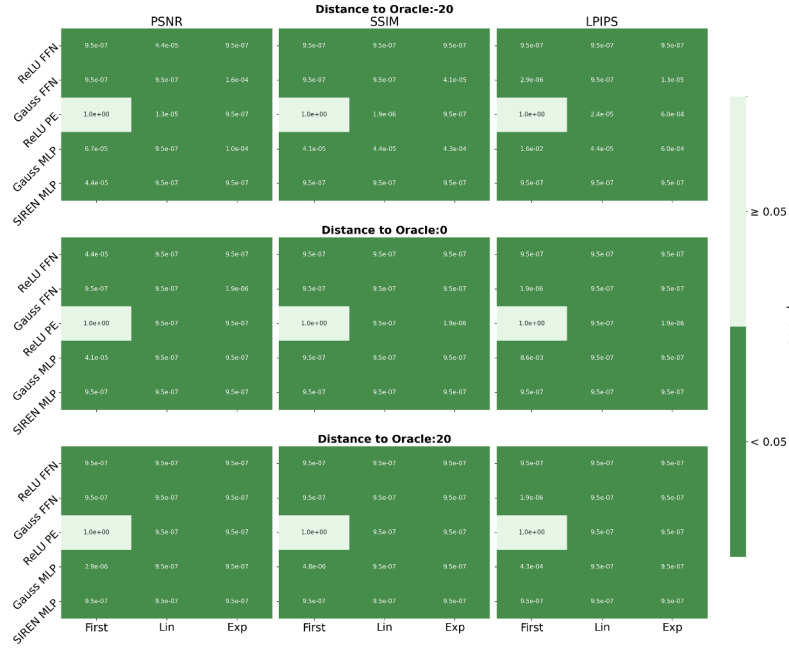 Distance to Oracle:-20
PSNR SSIM LPIPS
ReLU FFN 9.5e-07 4.4e-05 9.5e-07 9.5e-07 9.5e-07 9.5e-07 9.5e-07 9.5e-07 9.5e-07
Gauss FFN 9.5e-07 9.5e-07 1.6e-04 9.5e-07 9.5e-07 4.1e-05 2.9e-06 9.5e-07 1.3e-05
ReLU PE 1.0e+00 1.3e-05 9.5e-07 1.0e+00 1.9e-06 9.5e-07 1.0e+00 2.4e-05 6.0e-04
Gauss MLP 6.7e-05 9.5e-07 1.0e-04 4.1e-05 4.4e-05 4.3e-04 1.6e-02 4.4e-05 6.0e-04
SIREN MLP 4.4e-05 9.5e-07 9.5e-07 9.5e-07 9.5e-07 9.5e-07 9.5e-07 9.5e-07 9.5e-07
Distance to Oracle:0
ReLU FFN 4.4e-05 9.5e-07 9.5e-07 9.5e-07 9.5e-07 9.5e-07 9.5e-07 9.5e-07 9.5e-07
Gauss FFN 9.5e-07 9.5e-07 1.9e-06 9.5e-07 9.5e-07 9.5e-07 1.9e-06 9.5e-07 9.5e-07
ReLU PE 1.0e+00 9.5e-07 9.5e-07 1.0e+00 9.5e-07 1.9e-06 1.0e+00 9.5e-07 1.9e-06
Gauss MLP 4.1e-05 9.5e-07 9.5e-07 9.5e-07 9.5e-07 9.5e-07 8.6e-03 9.5e-07 9.5e-07
SIREN MLP 9.5e-07 9.5e-07 9.5e-07 9.5e-07 9.5e-07 9.5e-07 9.5e-07 9.5e-07 9.5e-07
Distance to Oracle:20
ReLU FFN 9.5e-07 9.5e-07 9.5e-07 9.5e-07 9.5e-07 9.5e-07 9.5e-07 9.5e-07 9.5e-07
Gauss FFN 9.5e-07 9.5e-07 9.5e-07 9.5e-07 9.5e-07 9.5e-07 1.9e-06 9.5e-07 9.5e-07
ReLU PE 1.0e+00 9.5e-07 9.5e-07 1.0e+00 9.5e-07 9.5e-07 1.0e+00 9.5e-07 9.5e-07
Gauss MLP 2.9e-06 9.5e-07 9.5e-07 4.8e-06 9.5e-07 9.5e-07 4.3e-04 9.5e-07 9.5e-07
SIREN MLP 9.5e-07 9.5e-07 9.5e-07 9.5e-07 9.5e-07 9.5e-07 9.5e-07 9.5e-07 9.5e-07
First Lin Exp First Lin Exp First Lin Exp
≥ 0.05
< 0.05